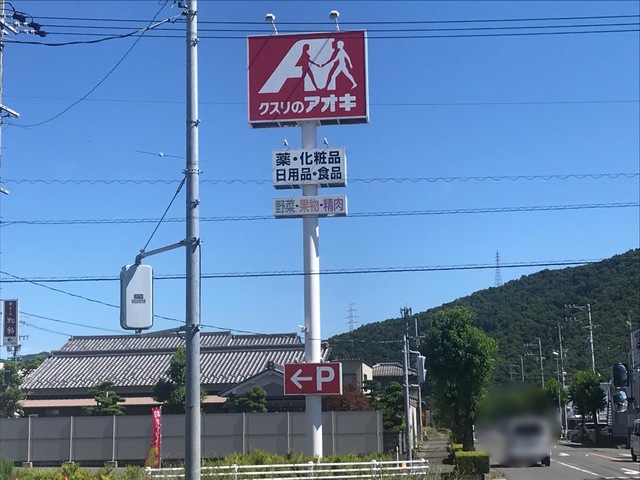 クスリのアオキ
薬・化粧品
日用品・食品
野菜・果物・精肉
←P